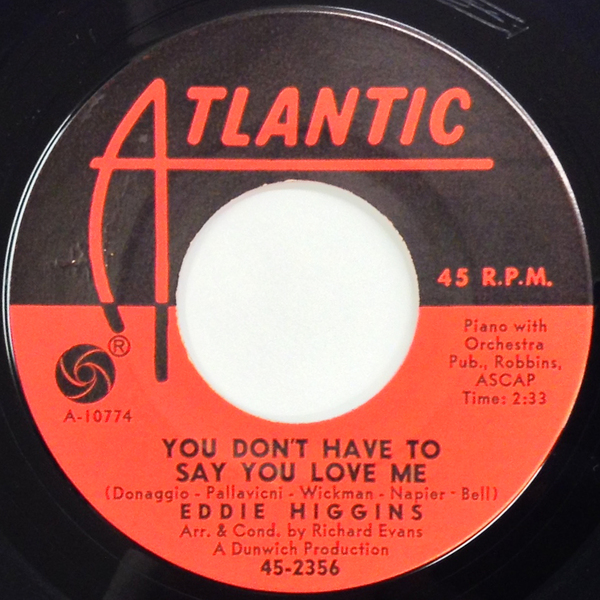 ATLANTIC
45 R.P.M.
Piano with
Orchestra
Pub., Robbins,
ASCAP
Time: 2:33
®
A-10774
YOU DON'T HAVE TO
SAY YOU LOVE ME
(Donaggio - Pallavicni - Wickman - Napier - Bell)
EDDIE HIGGINS
Arr. & Cond. by Richard Evans
A Dunwich Production
45-2356